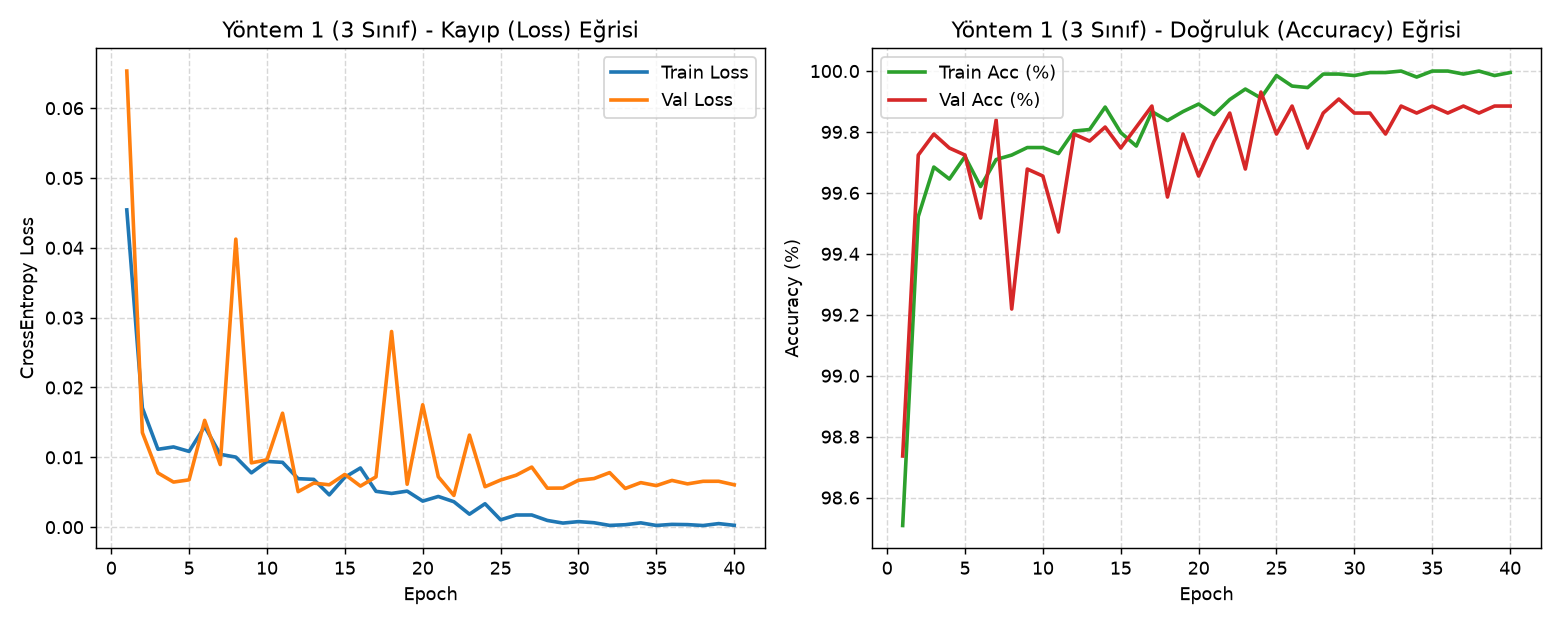 Yöntem 1 (3 Sınıf) - Kayıp (Loss) Eğrisi
Train Loss
Val Loss
CrossEntropy Loss
0.06
0.05
0.04
0.03
0.02
0.01
0.00
0 5 10 15 20 25 30 35 40
Epoch
Yöntem 1 (3 Sınıf) - Doğruluk (Accuracy) Eğrisi
Train Acc (%)
Val Acc (%)
Accuracy (%)
100.0
99.8
99.6
99.4
99.2
99.0
98.8
98.6
0 5 10 15 20 25 30 35 40
Epoch